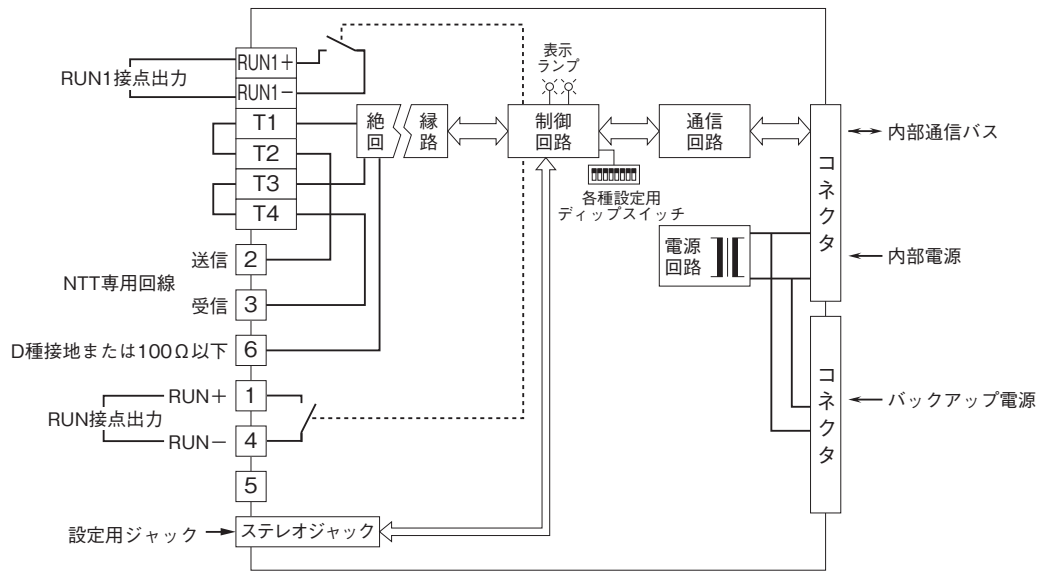 RUN1接点出力
RUN1+
RUN1−
T1
T2
T3
T4
送信
2
NTT専用回線
受信
3
D種接地または100Ω以下
6
RUN接点出力
RUN+
1
RUN−
4
5
設定用ジャック
ステレオジャック
絶縁
回路
表示
ランプ
制御
回路
各種設定用
ディップスイッチ
通信
回路
電源
回路
コネクタ
内部通信バス
内部電源
コネクタ
バックアップ電源